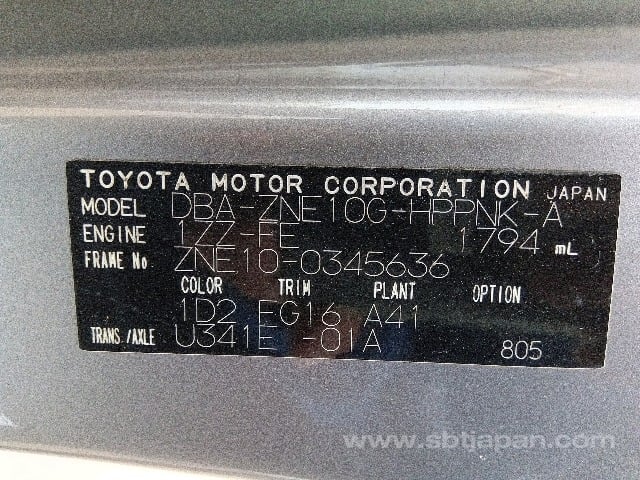 TOYOTA MOTOR CORPORATION JAPAN
MODEL DBA-ZNE10G-HPPNK-A
ENGINE 1ZZ-FE 1794 mL
FRAME No ZNE10-0345636
COLOR TRIM PLANT OPTION
1D2 FG16 A41
TRANS./AXLE U341E -01A 805
www.sbtjapan.com